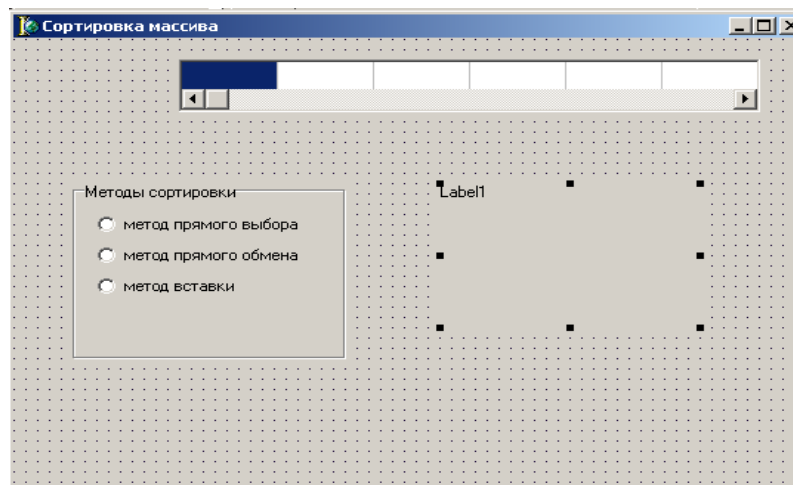 Сортировка массива
Методы сортировки
Label1
метод прямого выбора
метод прямого обмена
метод вставки